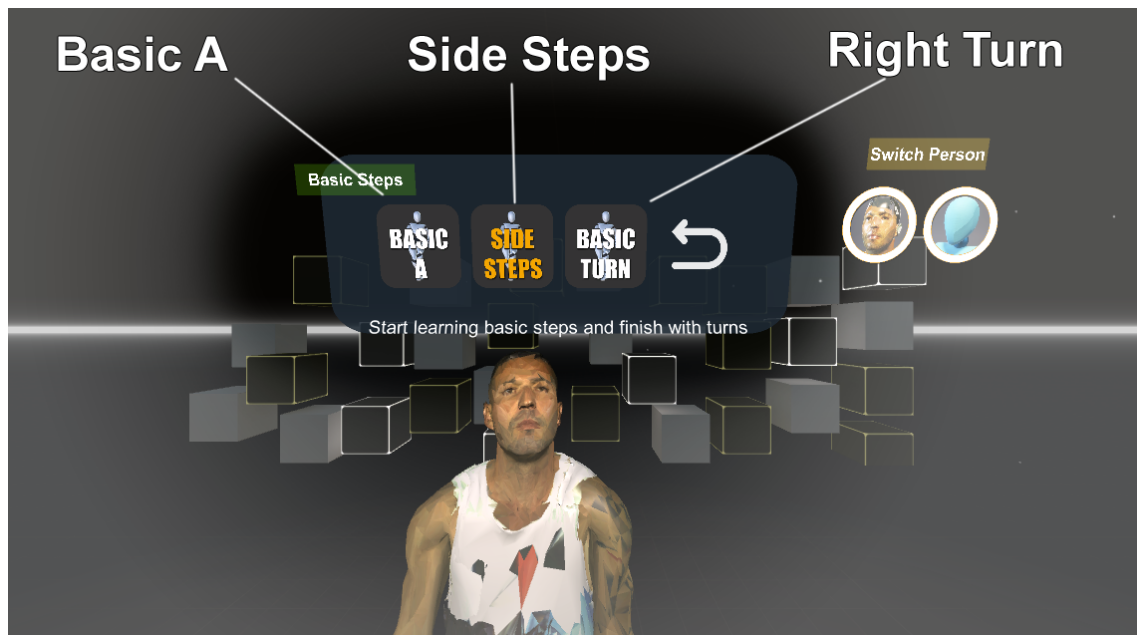 Basic A
Side Steps
Right Turn
Switch Person
Basic Steps
BASIC
A
SIDE
STEPS
BASIC
TURN
Start learning basic steps and finish with turns